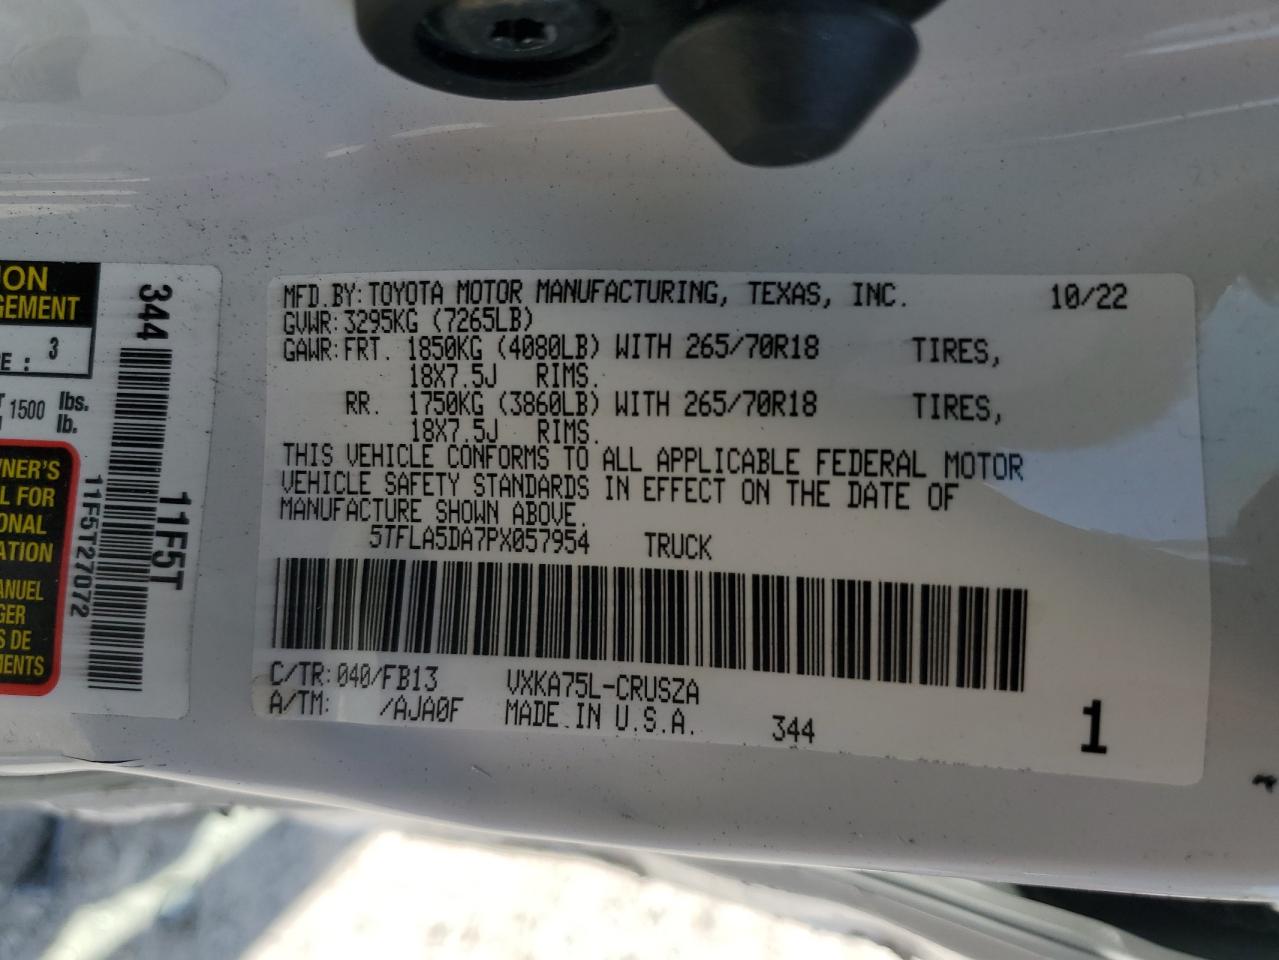 MFD.BY: TOYOTA MOTOR MANUFACTURING, TEXAS, INC. 10/22
GVWR: 3295KG (7265LB)
GAWR: FRT. 1850KG (4080LB) WITH 265/70R18 TIRES,
18X7.5J RIMS.
RR. 1750KG (3860LB) WITH 265/70R18 TIRES,
18X7.5J RIMS.
THIS VEHICLE CONFORMS TO ALL APPLICABLE FEDERAL MOTOR
VEHICLE SAFETY STANDARDS IN EFFECT ON THE DATE OF
MANUFACTURE SHOWN ABOVE.
5TFLA5DA7PX057954 TRUCK
C/TR: 040/FB13 VXKA75L-CRUSZA
A/TM: /AJA0F MADE IN U.S.A. 344 1
ION
GEMENT
E : 3
1500 lbs.
lb.
NER'S
L FOR
ONAL
ATION
ANUEL
GER
S DE
MENTS
344
11F5T
11F5T27072